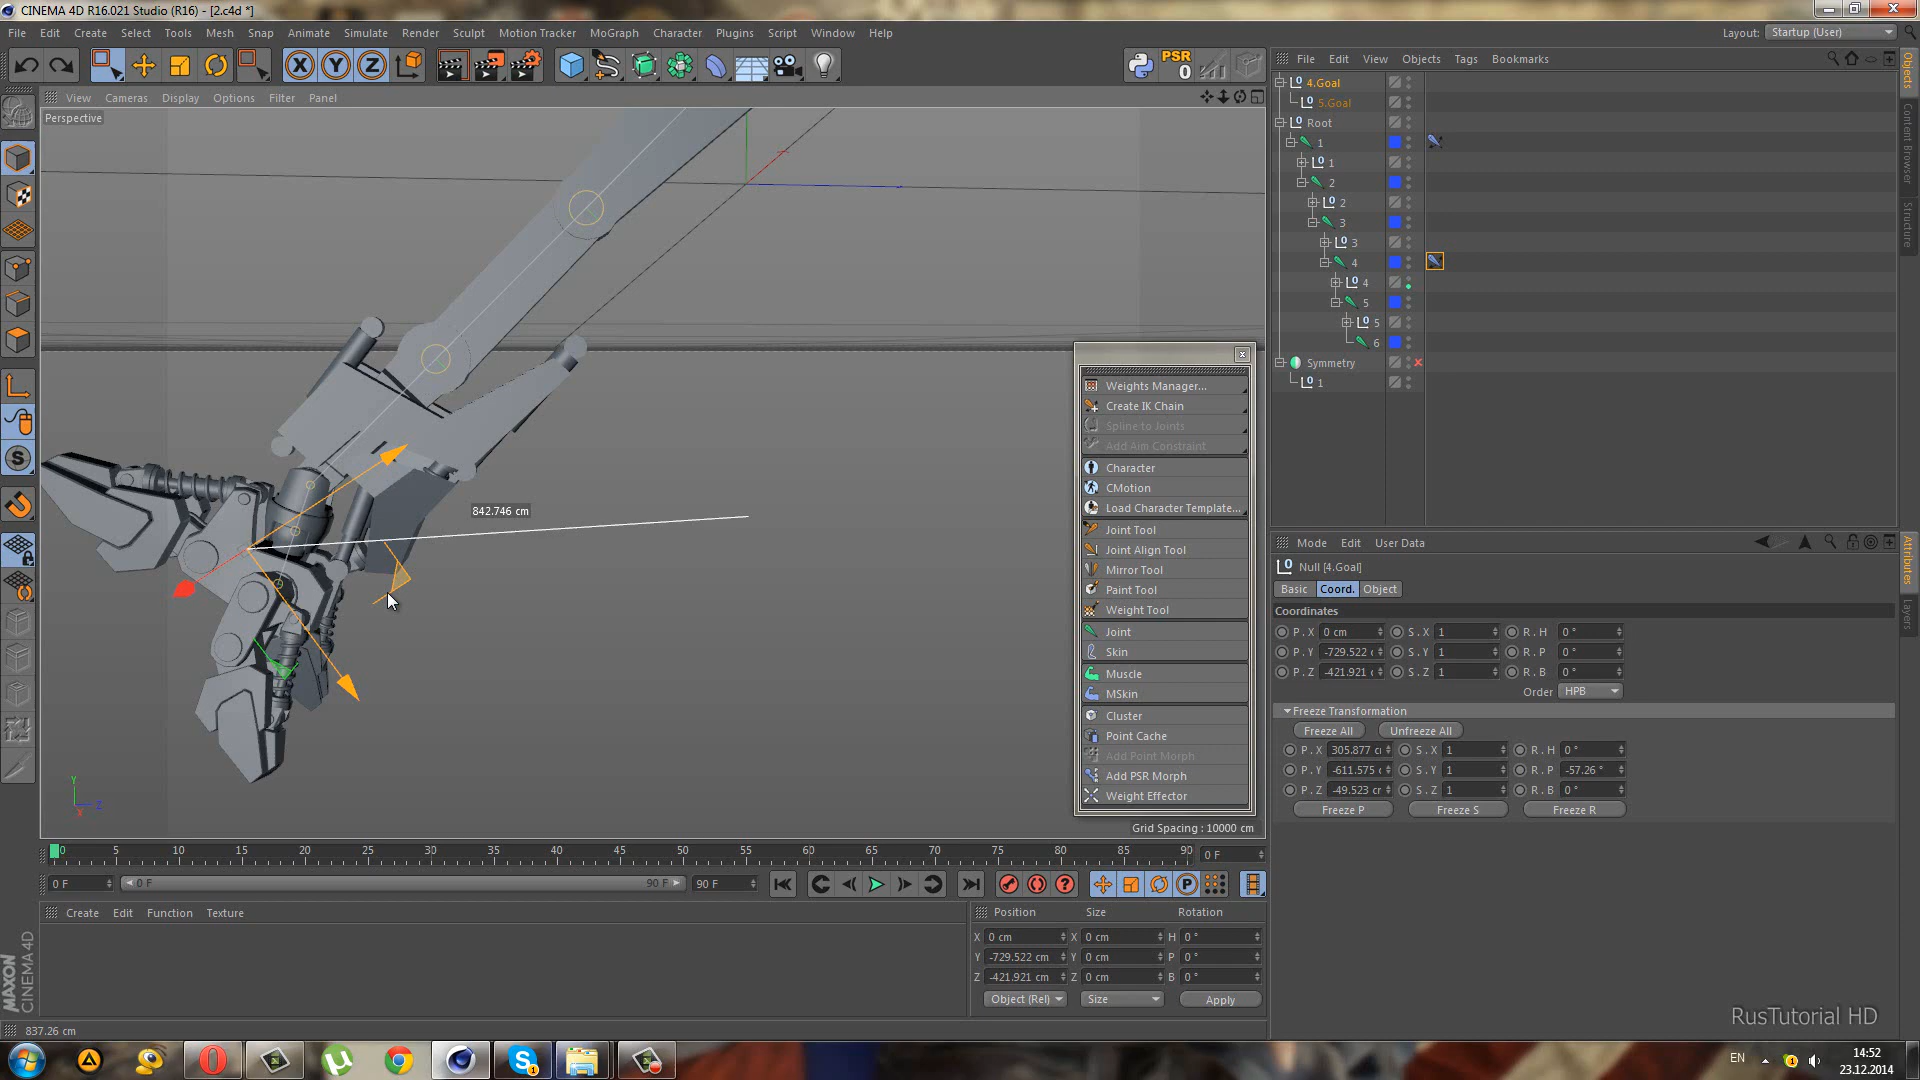 CINEMA 4D R16.021 Studio (R16) - [2.c4d *]
File Edit Create Select Tools Mesh Snap Animate Simulate Render Sculpt Motion Tracker MoGraph Character Plugins Script Window Help
Layout: Startup (User)
X Y Z
PSR
0
View Cameras Display Options Filter Panel
Perspective
842.746 cm
Weights Manager...
Create IK Chain
Spline to Joints
Add Aim Constraint
Character
CMotion
Load Character Template...
Joint Tool
Joint Align Tool
Mirror Tool
Paint Tool
Weight Tool
Joint
Skin
Muscle
MSkin
Cluster
Point Cache
Add Point Morph
Add PSR Morph
Weight Effector
Grid Spacing : 10000 cm
File Edit View Objects Tags Bookmarks
4.Goal
5.Goal
Root
1
1
2
2
3
3
4
4
5
5
6
Symmetry
1
Objects
Content Browser
Structure
Attributes
Layers
Mode Edit User Data
Null [4.Goal]
Basic Coord. Object
Coordinates
P . X 0 cm S . X 1 R . H 0 °
P . Y -729.522 S . Y 1 R . P 0 °
P . Z -421.921 S . Z 1 R . B 0 °
Order HPB
Freeze Transformation
Freeze All Unfreeze All
P . X 305.877 S . X 1 R . H 0 °
P . Y -611.575 S . Y 1 R . P -57.26 °
P . Z -49.523 S . Z 1 R . B 0 °
Freeze P Freeze S Freeze R
0 5 10 15 20 25 30 35 40 45 50 55 60 65 70 75 80 85 90 0 F
0 F 0 F 90 F 90 F
Create Edit Function Texture
Position Size Rotation
X 0 cm X 0 cm H 0 °
Y -729.522 cm Y 0 cm P 0 °
Z -421.921 cm Z 0 cm B 0 °
Object (Rel) Size Apply
MAXON
CINEMA 4D
837.26 cm
RusTutorial HD
EN
14:52
23.12.2014